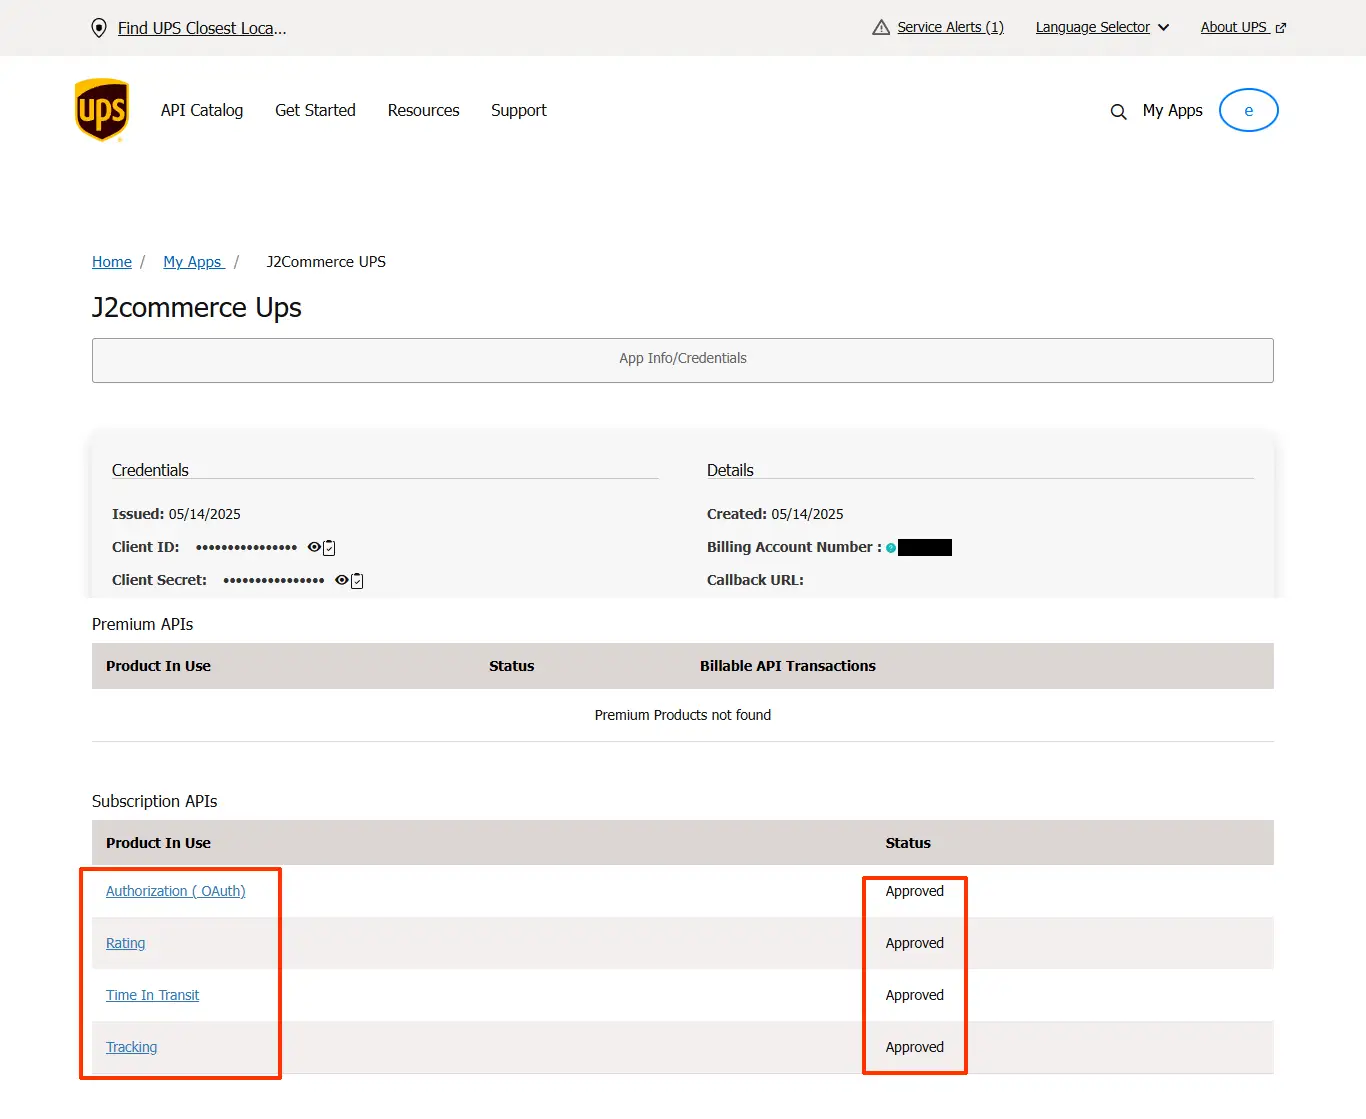 Find UPS Closest Loca...
Service Alerts (1)
Language Selector
About UPS
ups
API Catalog
Get Started
Resources
Support
My Apps
e
Home / My Apps / J2Commerce UPS
J2commerce Ups
App Info/Credentials
Credentials
Issued: 05/14/2025
Client ID: ••••••••••••••••
Client Secret: ••••••••••••••••
Details
Created: 05/14/2025
Billing Account Number :
Callback URL:
Premium APIs
Product In Use Status Billable API Transactions
Premium Products not found
Subscription APIs
Product In Use Status
Authorization ( OAuth) Approved
Rating Approved
Time In Transit Approved
Tracking Approved